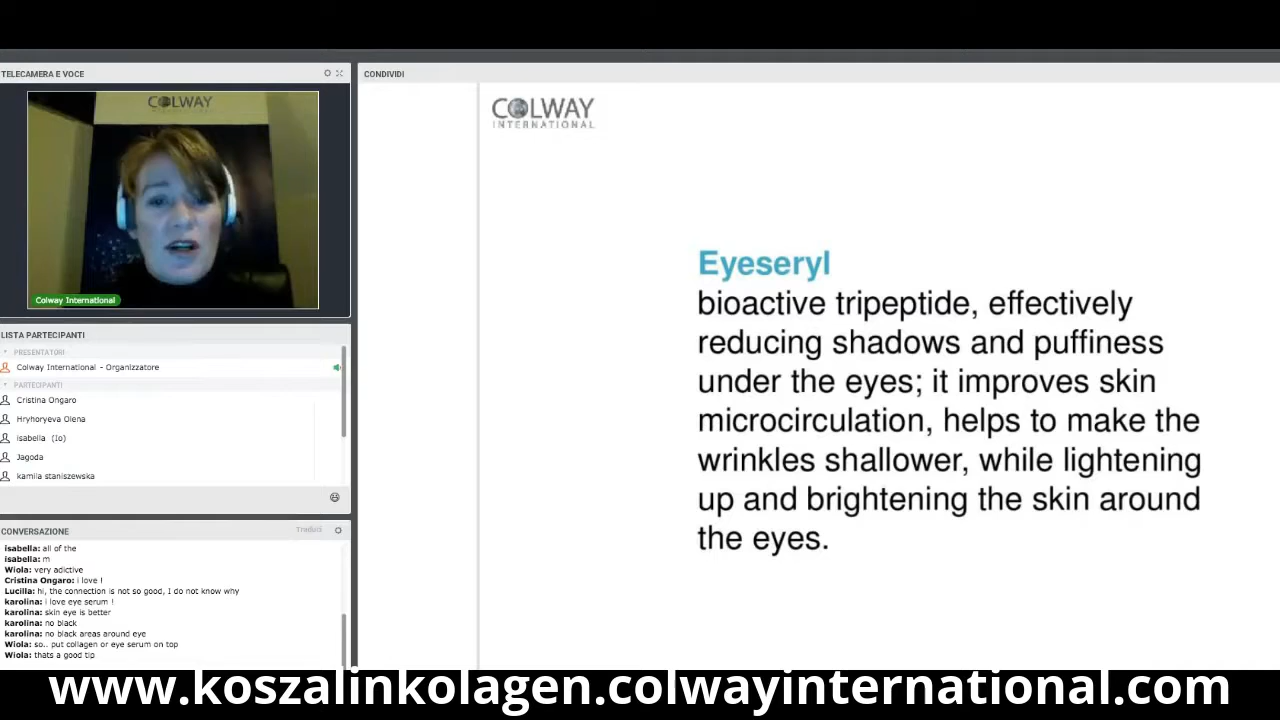 TELECAMERA E VOCE
COLWAY
Colway International
LISTA PARTECIPANTI
PRESENTATORI
Colway International - Organizzatore
PARTECIPANTI
Cristina Ongaro
Hryhoryeva Olena
isabella (Io)
Jagoda
kamila staniszewska
CONVERSAZIONE
Traduci
isabella: all of the
isabella: m
Wiola: very adictive
Cristina Ongaro: i love !
Lucilla: hi, the connection is not so good, I do not know why
karolina: i love eye serum !
karolina: skin eye is better
karolina: no black
karolina: no black areas around eye
Wiola: so.. put collagen or eye serum on top
Wiola: thats a good tip
CONDIVIDI
COLWAY
INTERNATIONAL
Eyeseryl
bioactive tripeptide, effectively
reducing shadows and puffiness
under the eyes; it improves skin
microcirculation, helps to make the
wrinkles shallower, while lightening
up and brightening the skin around
the eyes.
www.koszalinkolagen.colwayinternational.com